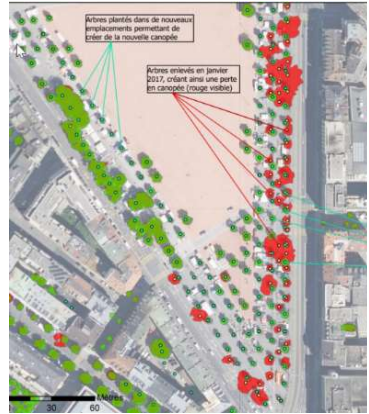 Arbres plantés dans de nouveaux
emplacements permettant de
créer de la nouvelle canopée
Arbres enlevés en janvier
2017, créant ainsi une perte
en canopée (rouge visible)
Mètres
30
60